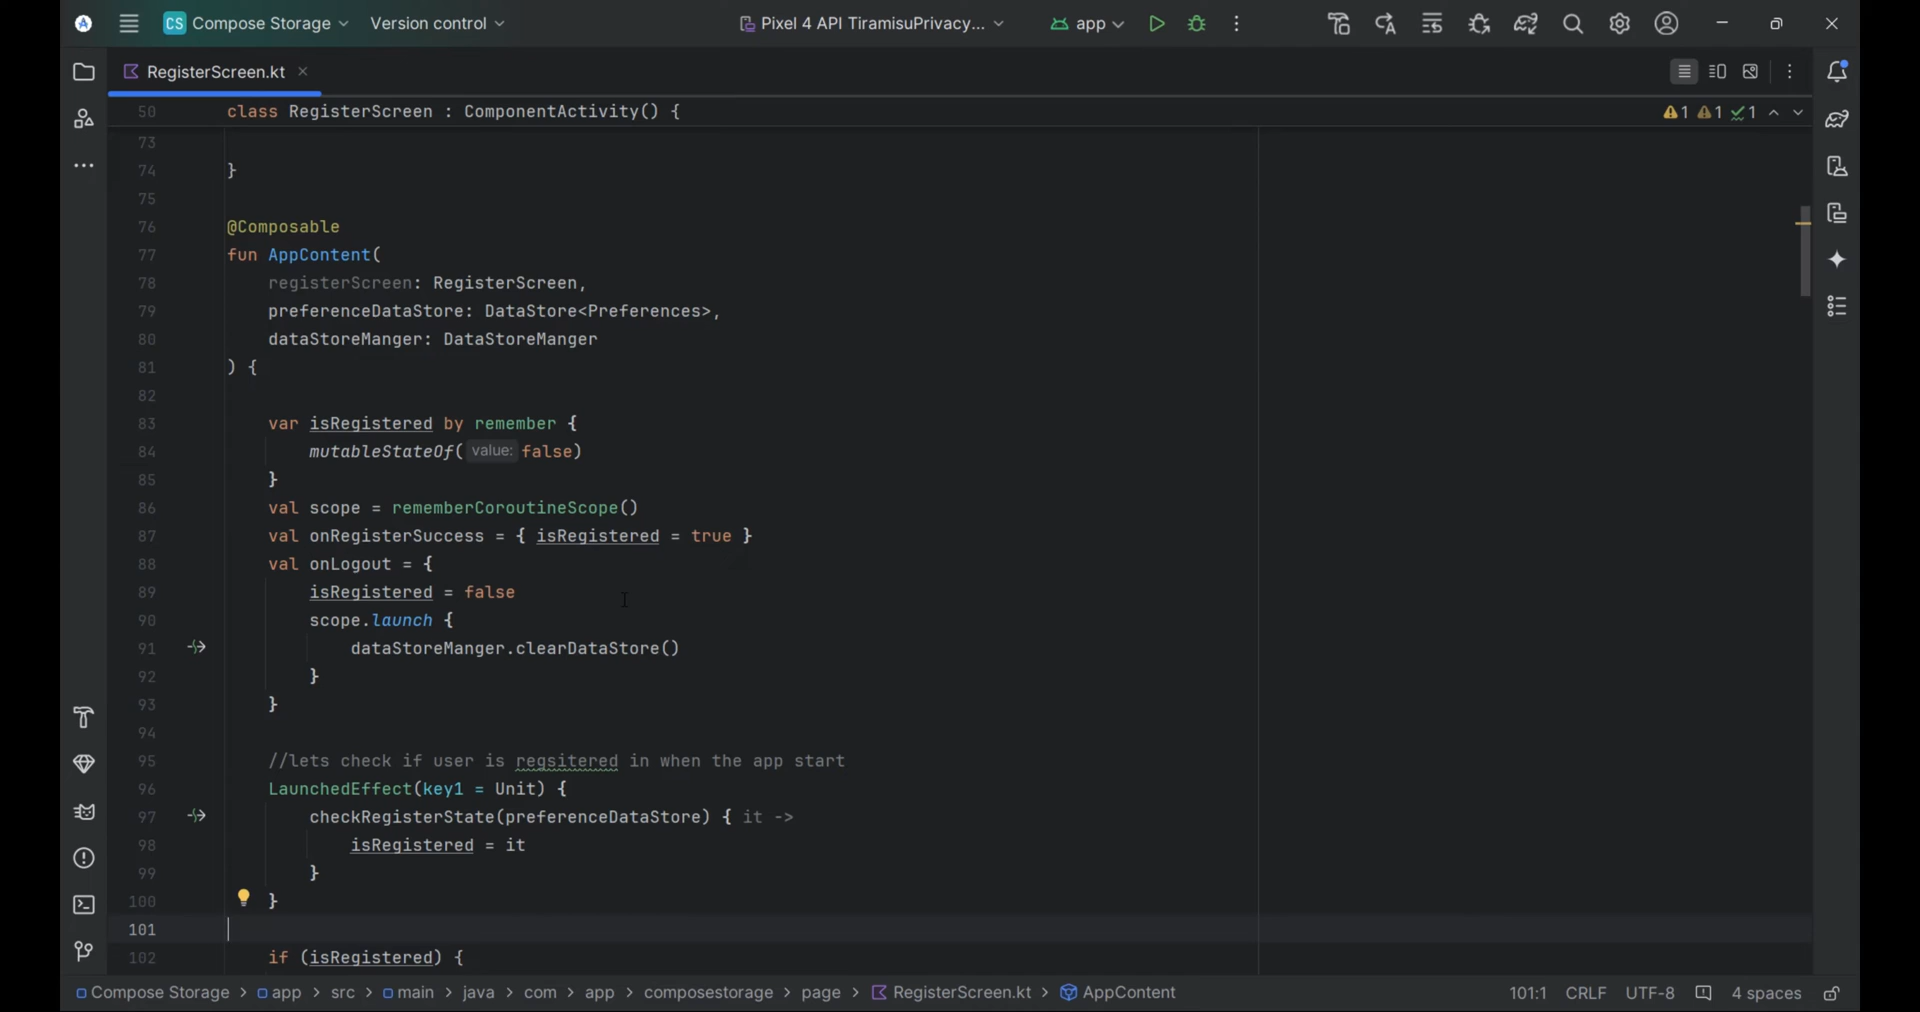 CS Compose Storage Version control Pixel 4 API TiramisuPrivacy... app
RegisterScreen.kt
50 class RegisterScreen : ComponentActivity() { 1 1 1
73
74 }
75
76 @Composable
77 fun AppContent(
78 registerScreen: RegisterScreen,
79 preferenceDataStore: DataStore<Preferences>,
80 dataStoreManger: DataStoreManger
81 ) {
82
83 var isRegistered by remember {
84 mutableStateOf( value: false)
85 }
86 val scope = rememberCoroutineScope()
87 val onRegisterSuccess = { isRegistered = true }
88 val onLogout = {
89 isRegistered = false
90 scope.launch {
91 dataStoreManger.clearDataStore()
92 }
93 }
94
95 //lets check if user is regsitered in when the app start
96 LaunchedEffect(key1 = Unit) {
97 checkRegisterState(preferenceDataStore) { it ->
98 isRegistered = it
99 }
100 }
101
102 if (isRegistered) {
Compose Storage > app > src > main > java > com > app > composestorage > page > RegisterScreen.kt > AppContent 101:1 CRLF UTF-8 4 spaces